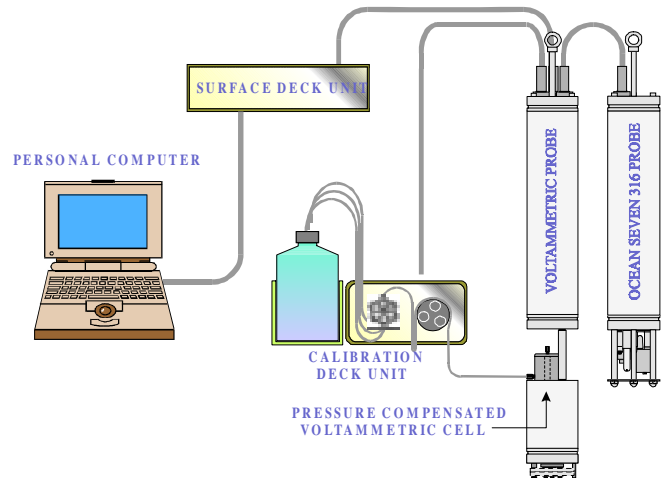 SURFACE DECK UNIT
PERSONAL COMPUTER
VOLTAMMETRIC PROBE
OCEAN SEVEN 316 PROBE
CALIBRATION
DECK UNIT
PRESSURE COMPENSATED
VOLTAMMETRIC CELL